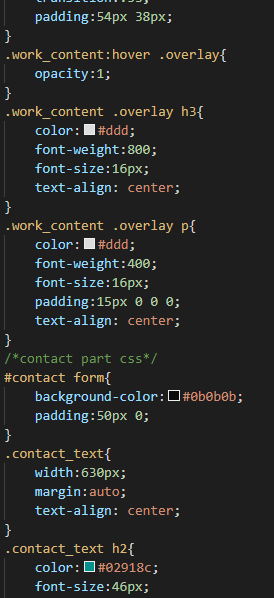 padding:54px 38px;
}
.work_content:hover .overlay{
opacity:1;
}
.work_content .overlay h3{
color:#ddd;
font-weight:800;
font-size:16px;
text-align: center;
}
.work_content .overlay p{
color:#ddd;
font-weight:400;
font-size:16px;
padding:15px 0 0 0;
text-align: center;
}
/*contact part css*/
#contact form{
background-color:#0b0b0b;
padding:50px 0;
}
.contact_text{
width:630px;
margin:auto;
text-align: center;
}
.contact_text h2{
color:#02918c;
font-size:46px;